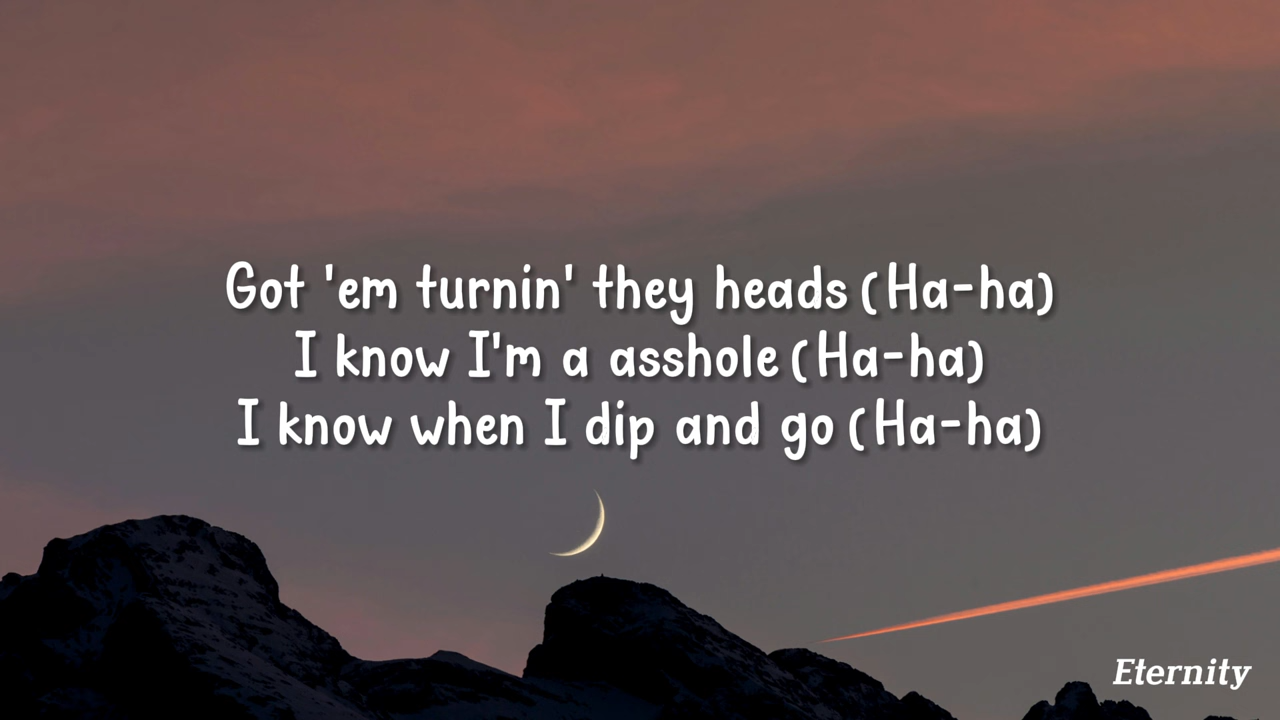 Got 'em turnin' they heads (Ha-ha)
I know I'm a asshole (Ha-ha)
I know when I dip and go (Ha-ha)
Eternity